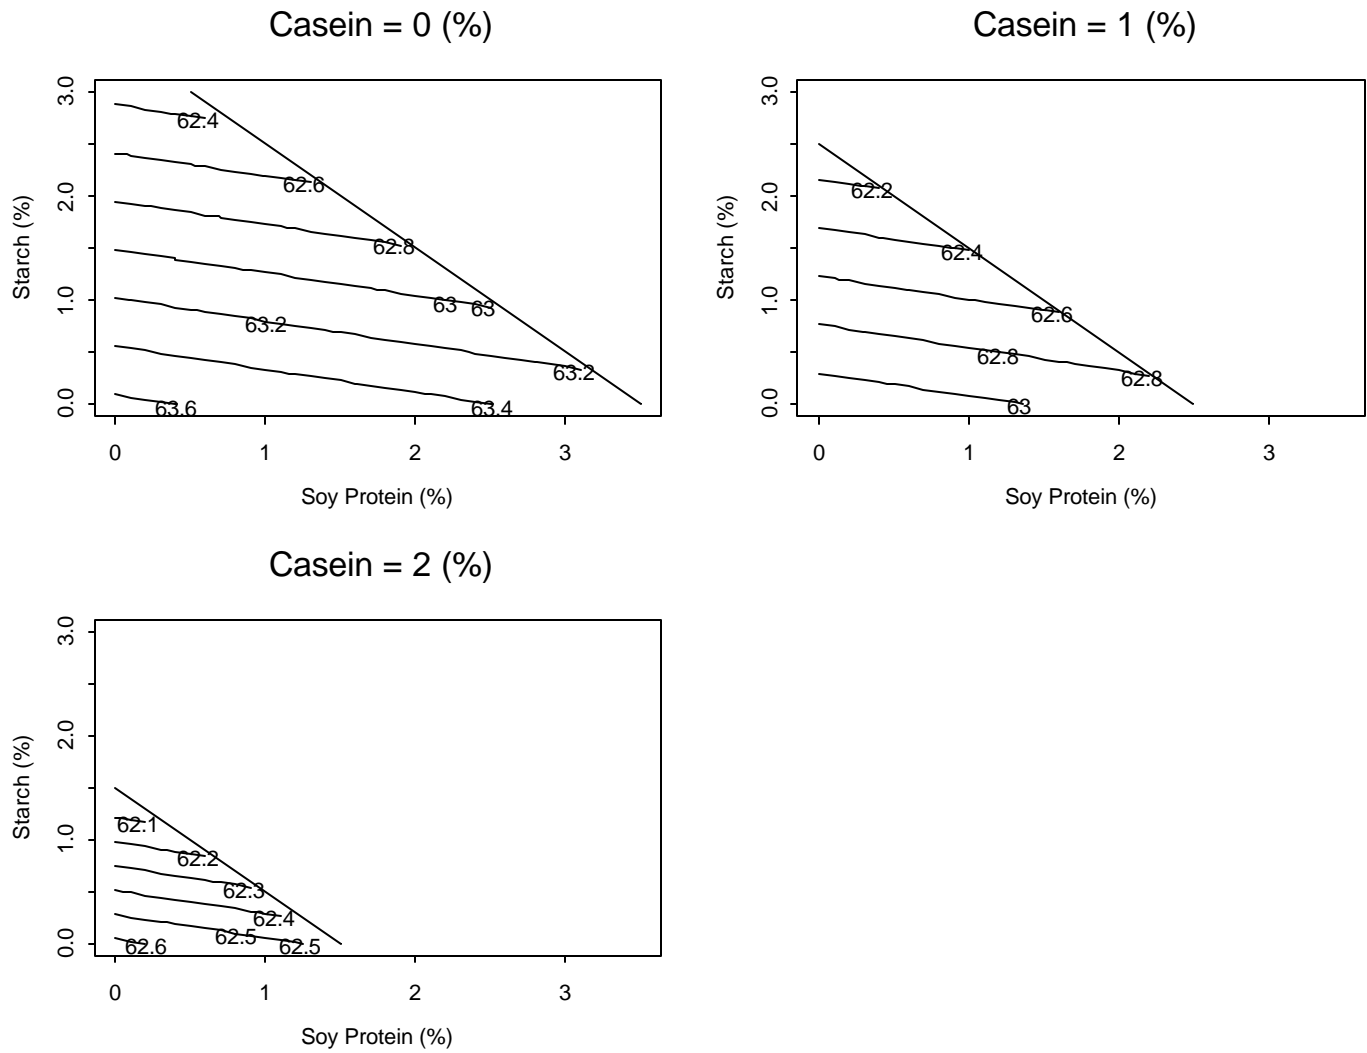 Casein = 0 (%)
3.0
2.0
1.0
0.0
Starch (%)
62.4
62.6
62.8
63 63
63.2
63.2
63.6
63.4
0 1 2 3
Soy Protein (%)
Casein = 1 (%)
3.0
2.0
1.0
0.0
Starch (%)
62.2
62.4
62.6
62.8
62.8
63
0 1 2 3
Soy Protein (%)
Casein = 2 (%)
3.0
2.0
1.0
0.0
Starch (%)
62.1
62.2
62.3
62.4
62.5
62.6
62.5
0 1 2 3
Soy Protein (%)